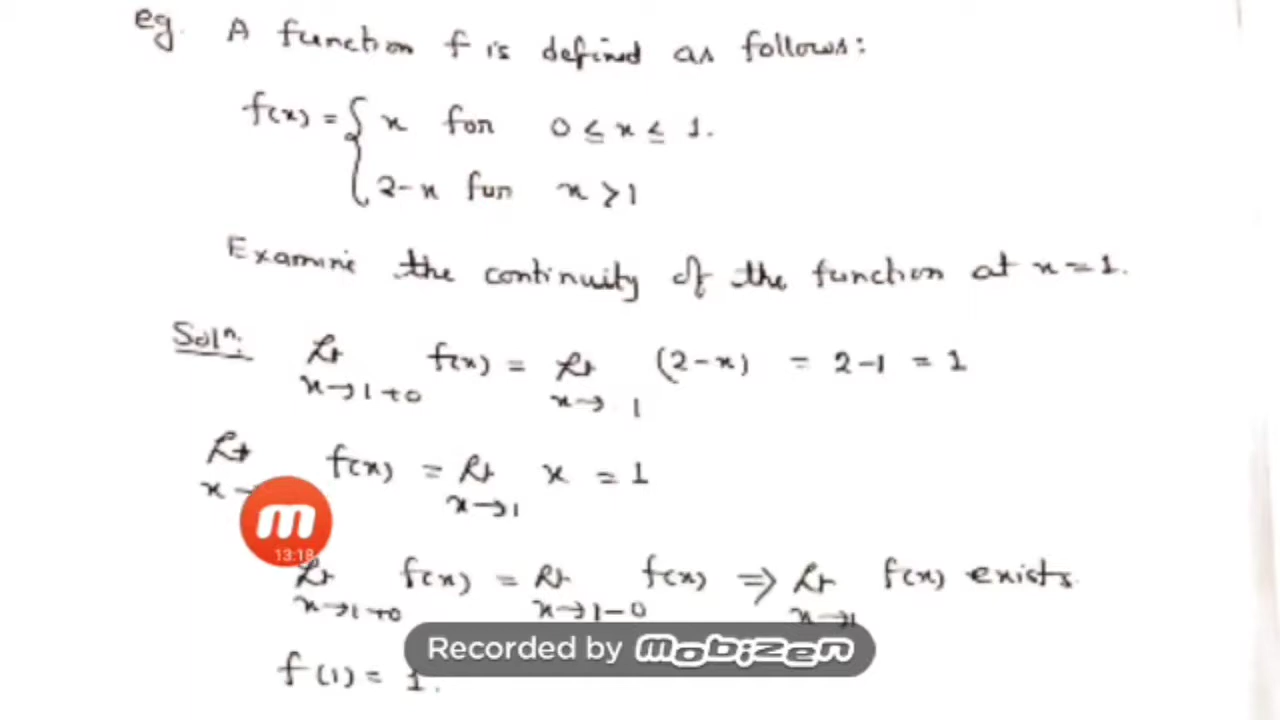 eg. A function f is defined as follows:
f(x) = { x for 0 ≤ x ≤ 1.
2-x for x > 1
Examine the continuity of the function at x = 1.
Solⁿ. Lt x→1+0 f(x) = Lt x→1 (2-x) = 2-1 = 1
Lt x→ f(x) = Lt x→1 x = 1
13:18
Lt x→1+0 f(x) = Lt x→1-0 f(x) ⇒ Lt x→1 f(x) exists.
Recorded by mobizen
f(1) = 1.